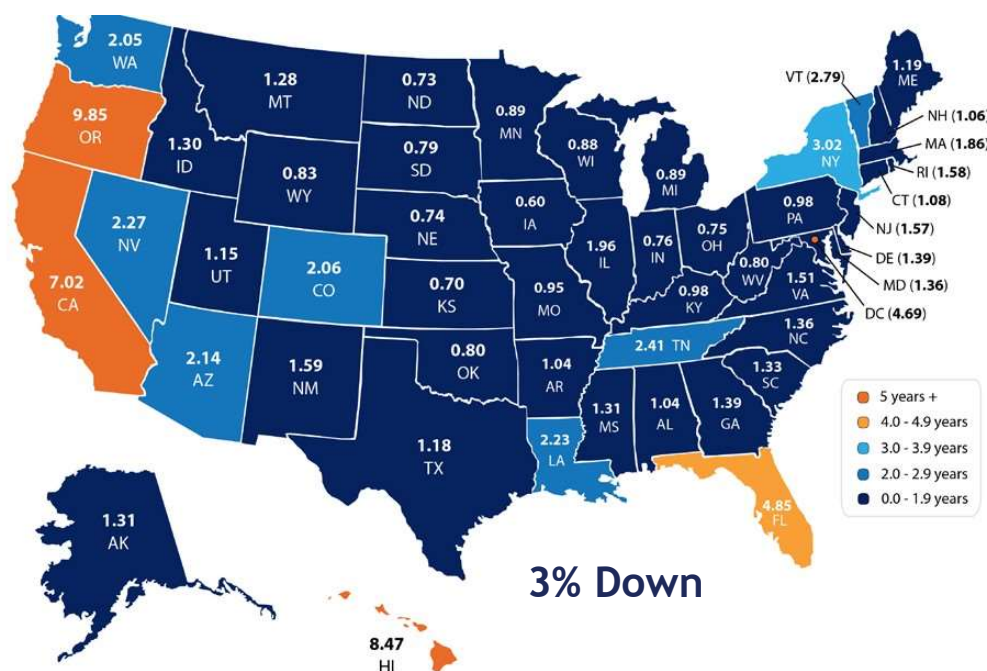 2.05
WA
9.85
OR
7.02
CA
2.27
NV
1.30
ID
1.28
MT
0.83
WY
1.15
UT
2.06
CO
2.14
AZ
1.59
NM
0.73
ND
0.79
SD
0.74
NE
0.70
KS
0.80
OK
1.18
TX
0.89
MN
0.60
IA
0.95
MO
1.04
AR
2.23
LA
0.88
WI
1.96
IL
0.89
MI
0.76
IN
0.75
OH
0.98
KY
2.41 TN
1.31
MS
1.04
AL
1.39
GA
4.85
FL
1.33
SC
1.36
NC
1.51
VA
0.80
WV
0.98
PA
3.02
NY
VT (2.79)
1.19
ME
NH (1.06)
MA (1.86)
RI (1.58)
CT (1.08)
NJ (1.57)
DE (1.39)
MD (1.36)
DC (4.69)
5 years +
4.0 - 4.9 years
3.0 - 3.9 years
2.0 - 2.9 years
0.0 - 1.9 years
1.31
AK
8.47
HI
3% Down